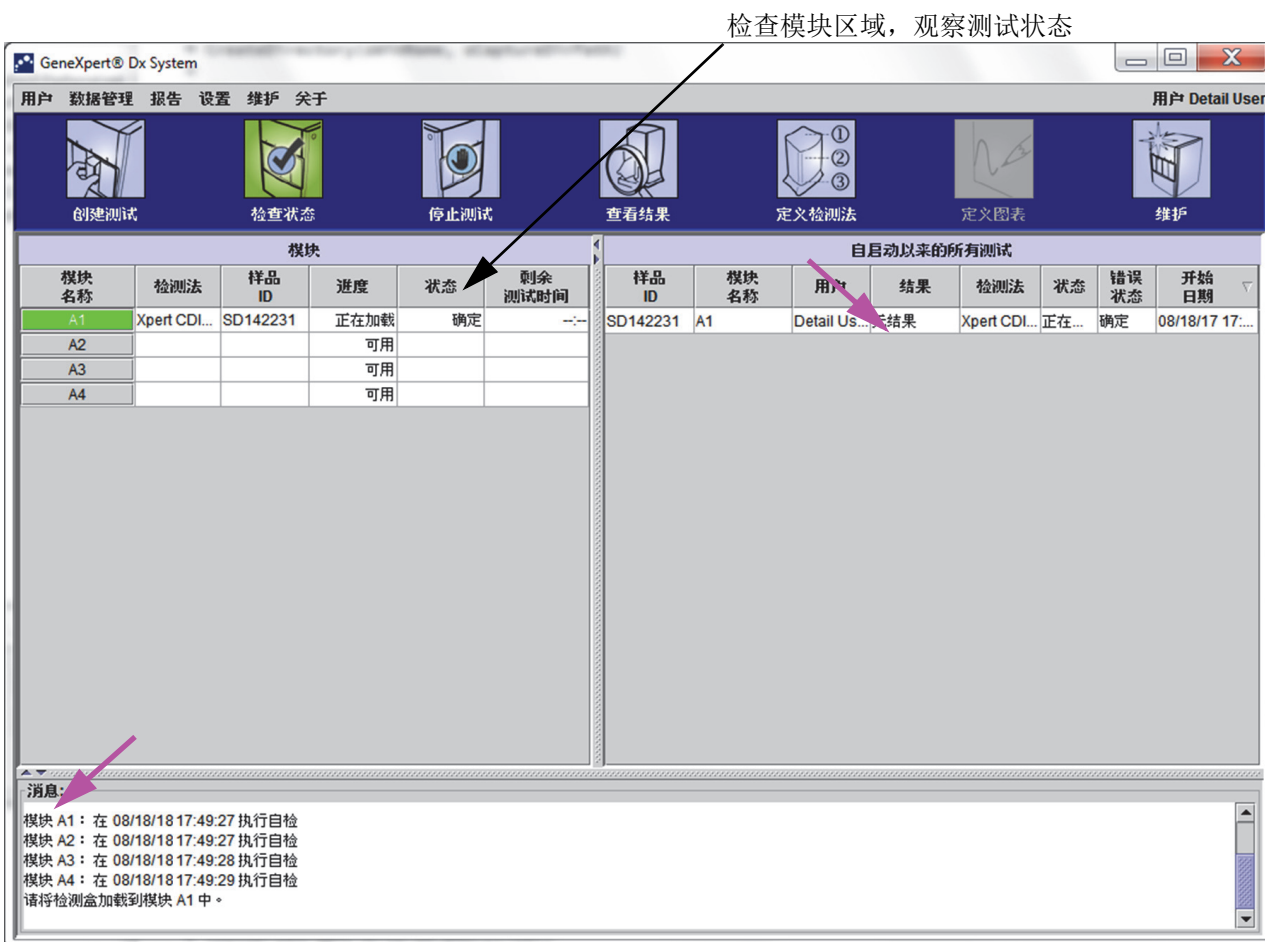 检查模块区域，观察测试状态
GeneXpert® Dx System
用户 数据管理 报告 设置 维护 关于
用户 Detail User
创建测试 检查状态 停止测试 查看结果 定义检测法 定义图表 维护
模块
模块名称 检测法 样品ID 进度 状态 剩余测试时间
A1 Xpert CDI... SD142231 正在加载 确定 --:--
A2 可用
A3 可用
A4 可用
自启动以来的所有测试
样品ID 模块名称 用户 结果 检测法 状态 错误状态 开始日期
SD142231 A1 Detail Us... 无结果 Xpert CDI... 正在... 确定 08/18/17 17:...
消息:
模块 A1：在 08/18/18 17:49:27 执行自检
模块 A2：在 08/18/18 17:49:27 执行自检
模块 A3：在 08/18/18 17:49:28 执行自检
模块 A4：在 08/18/18 17:49:29 执行自检
请将检测盒加载到模块 A1 中。